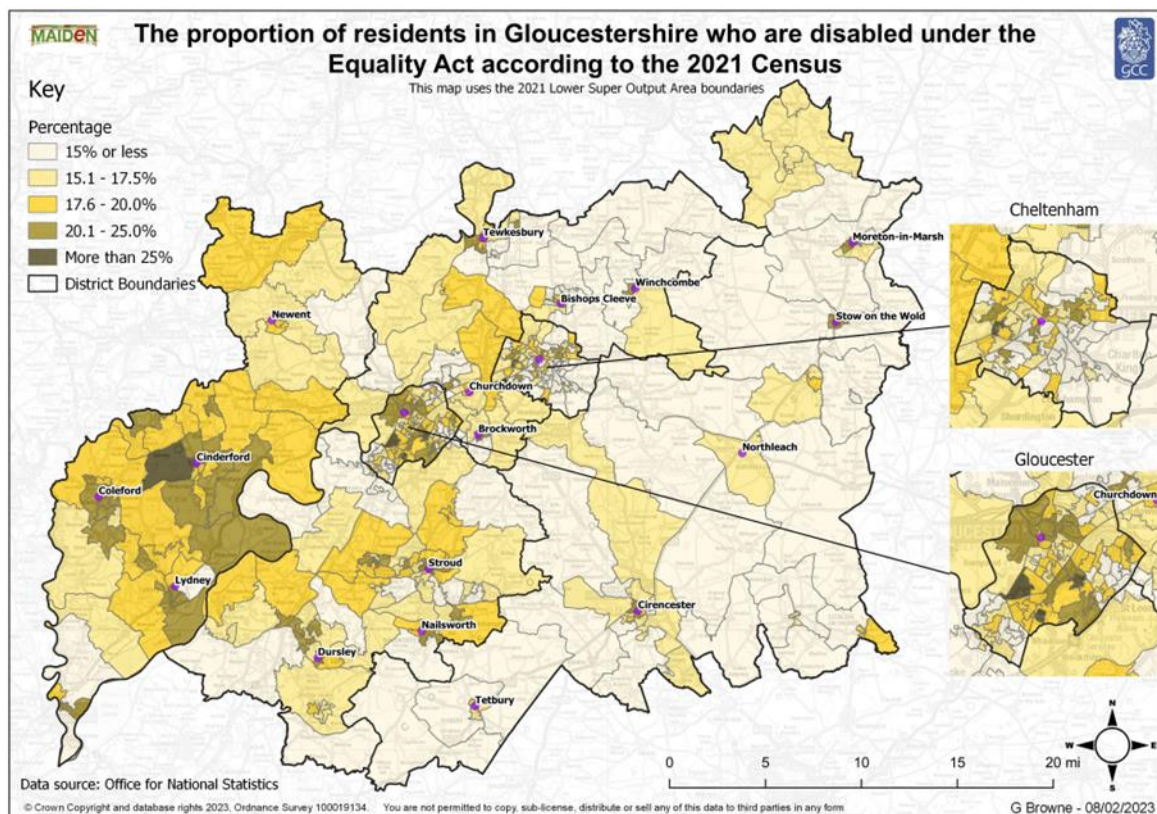 MAIDeN
The proportion of residents in Gloucestershire who are disabled under the
Equality Act according to the 2021 Census
This map uses the 2021 Lower Super Output Area boundaries
GCC
Key
Percentage
15% or less
15.1 - 17.5%
17.6 - 20.0%
20.1 - 25.0%
More than 25%
District Boundaries
Tewkesbury
Moreton-in-Marsh
Winchcombe
Bishops Cleeve
Newent
Stow on the Wold
Churchdown
Brockworth
Northleach
Cinderford
Coleford
Stroud
Lydney
Cirencester
Nailsworth
Dursley
Tetbury
Cheltenham
Gloucester
Churchdown
N
W
E
S
0 5 10 20 mi
Data source: Office for National Statistics
© Crown Copyright and database rights 2023, Ordnance Survey 100019134. You are not permitted to copy, sub-license, distribute or sell any of this data to third parties in any form
G Browne - 08/02/2023